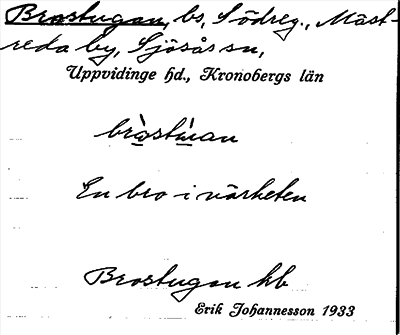 Brostugan, bs, Södreg., Mäst-
reda by, Sjösås sn,
Uppvidinge hd., Kronobergs län
En bro i närheten
Brostugan kb
Erik Johannesson 1933